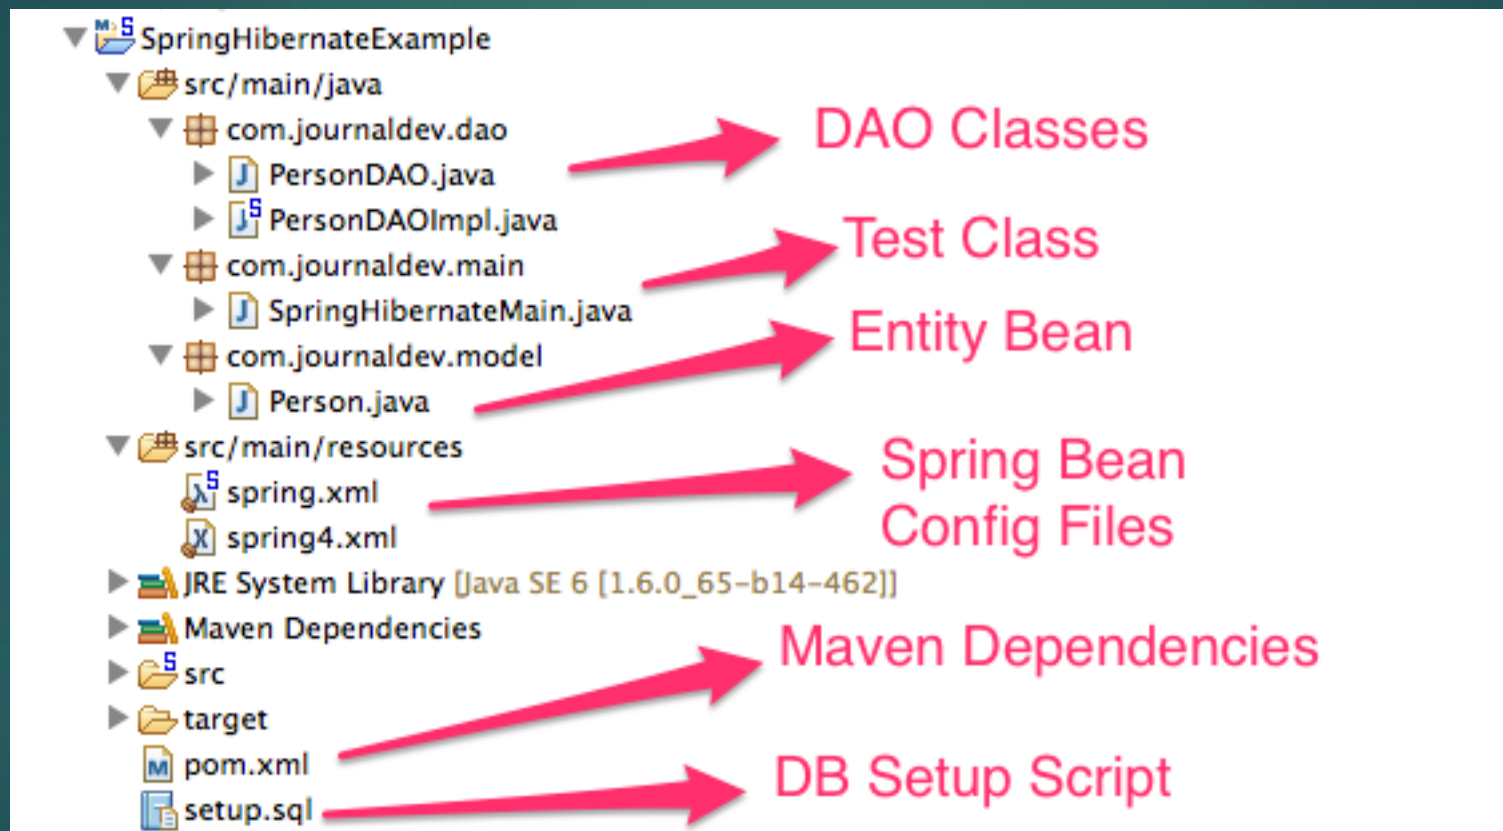 SpringHibernateExample
src/main/java
com.journaldev.dao
DAO Classes
PersonDAO.java
PersonDAOImpl.java
Test Class
com.journaldev.main
SpringHibernateMain.java
Entity Bean
com.journaldev.model
Person.java
src/main/resources
Spring Bean
Config Files
spring.xml
spring4.xml
JRE System Library [Java SE 6 [1.6.0_65-b14-462]]
Maven Dependencies
Maven Dependencies
src
target
pom.xml
DB Setup Script
setup.sql